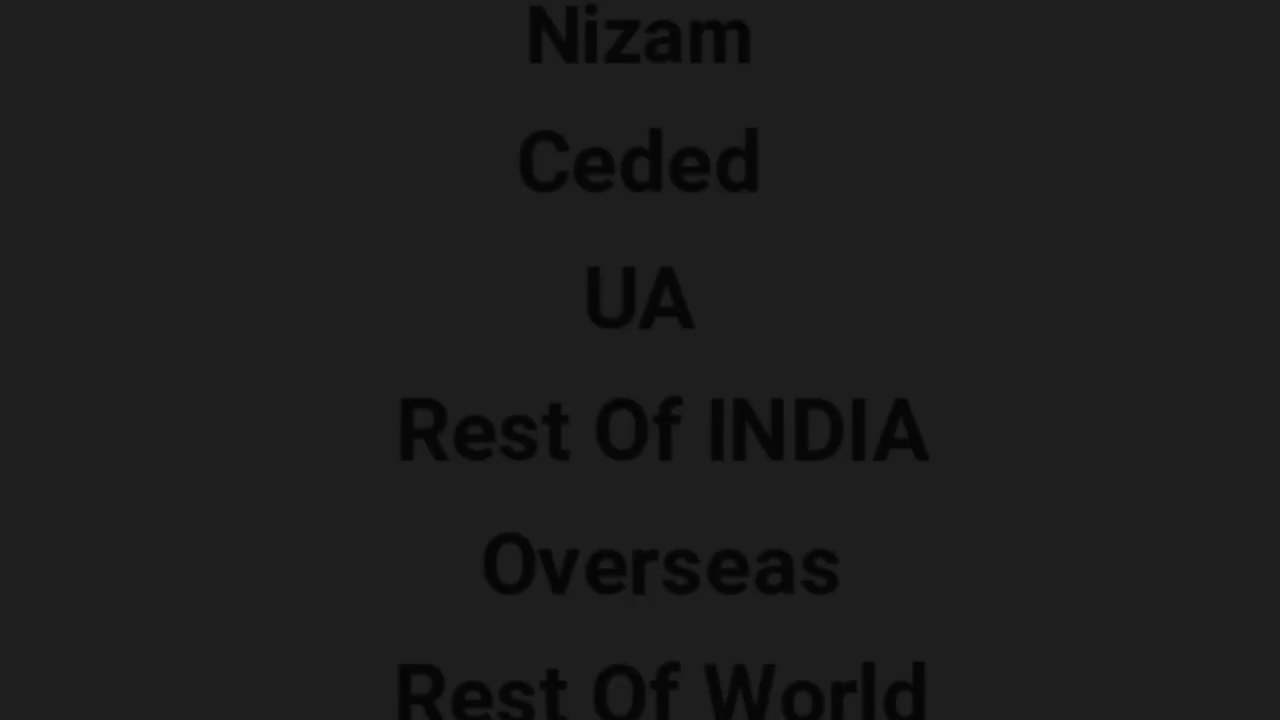 Nizam
Ceded
UA
Rest Of INDIA
Overseas
Rest Of World